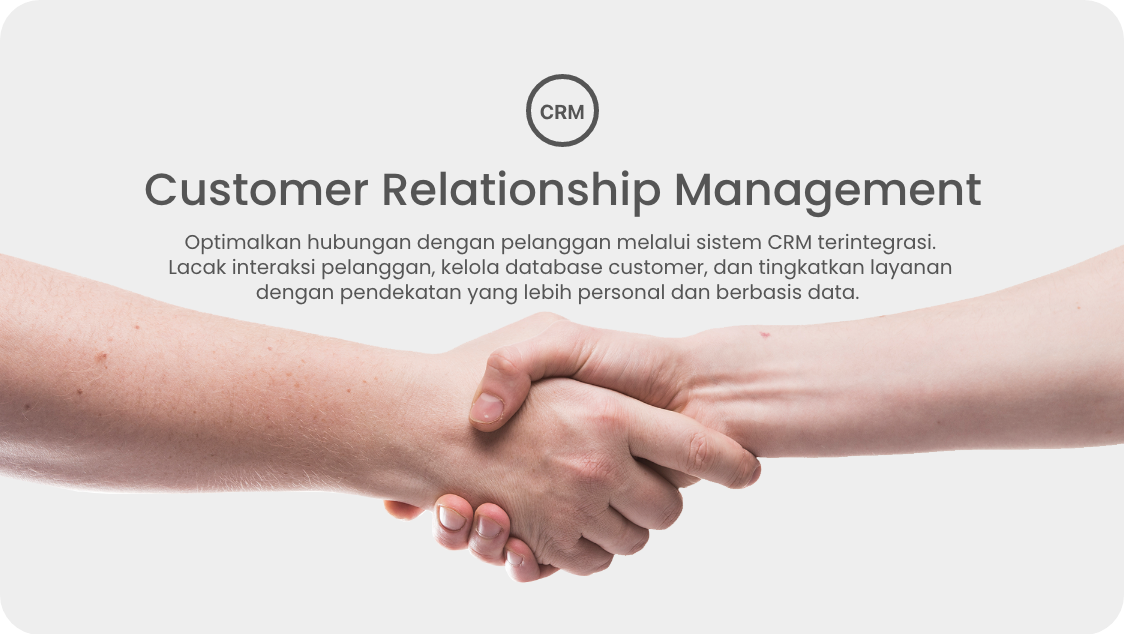 CRM
Customer Relationship Management
Optimalkan hubungan dengan pelanggan melalui sistem CRM terintegrasi.
Lacak interaksi pelanggan, kelola database customer, dan tingkatkan layanan
dengan pendekatan yang lebih personal dan berbasis data.